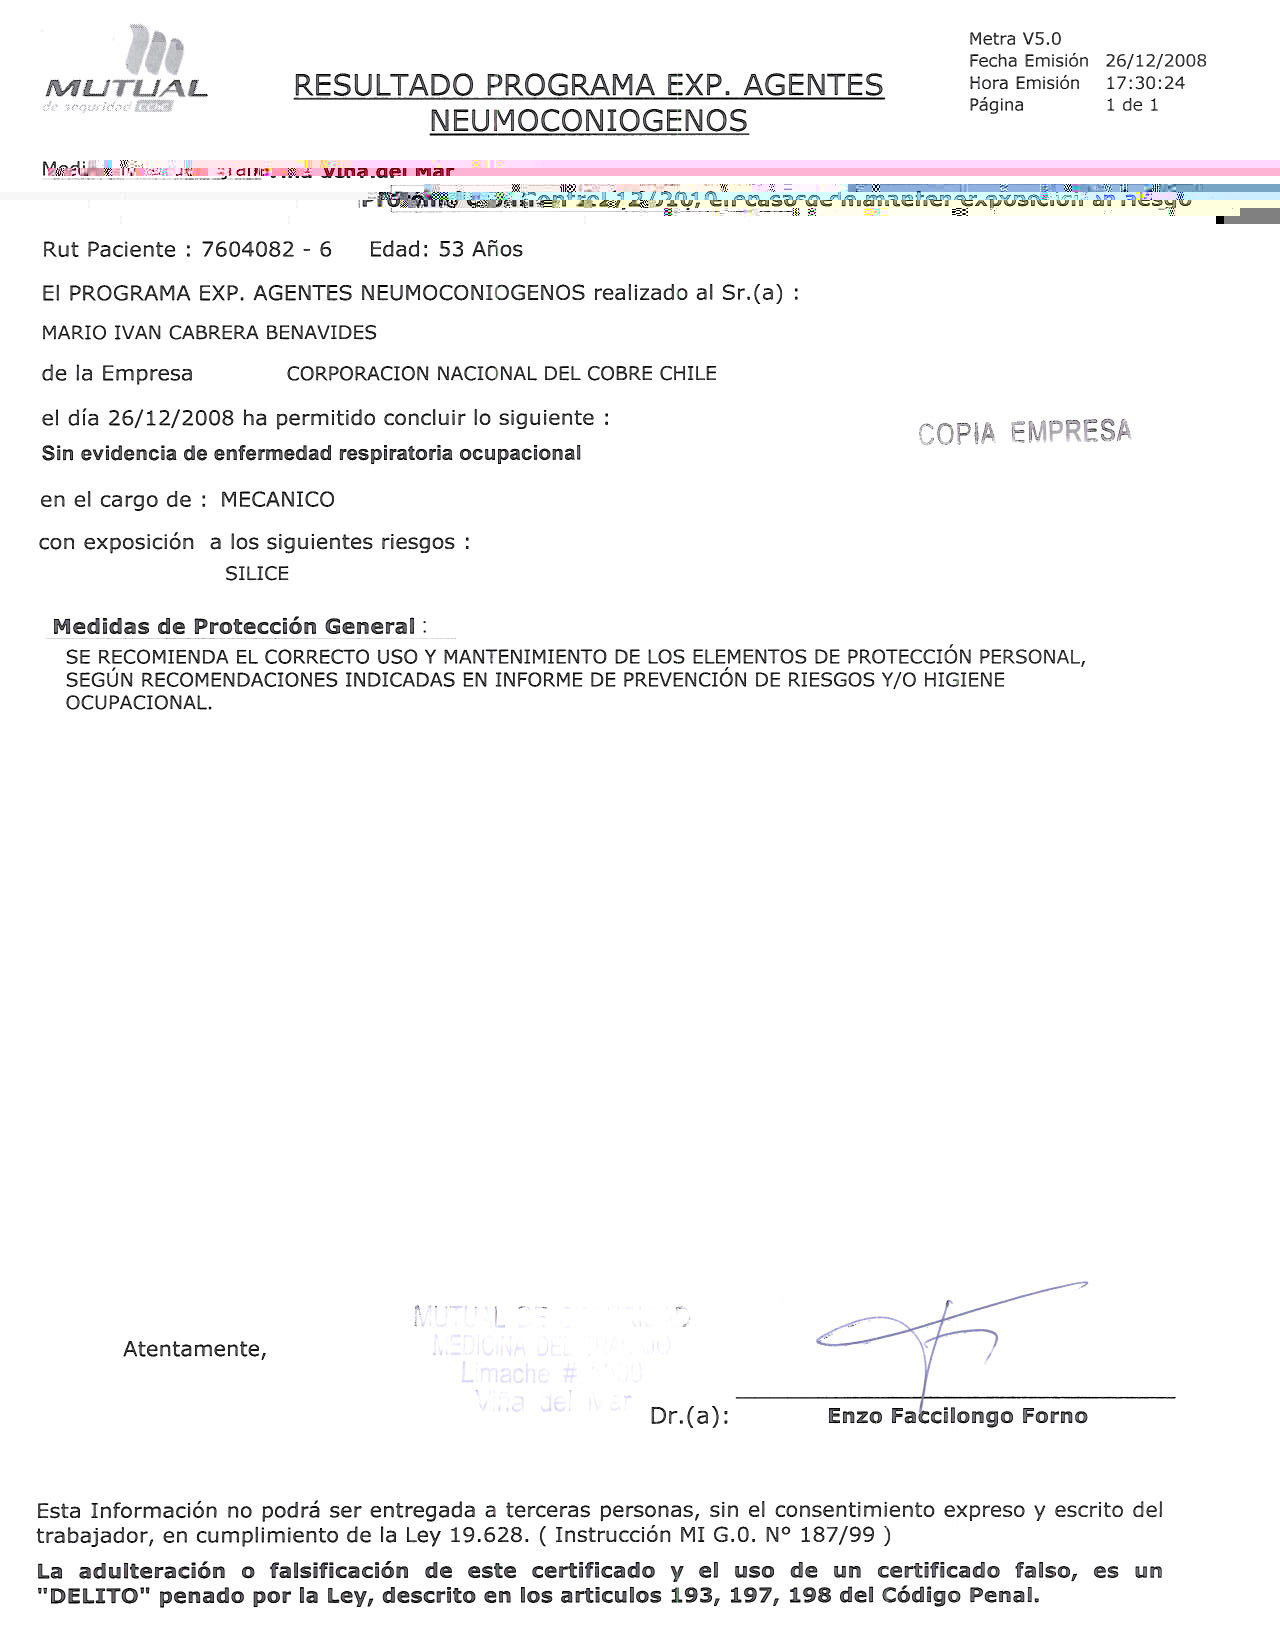 MUTUAL
de seguridad CChC
RESULTADO PROGRAMA EXP. AGENTES
NEUMOCONIOGENOS
Metra V5.0
Fecha Emisión 26/12/2008
Hora Emisión 17:30:24
Página 1 de 1
Viña del Mar
12/2010, en caso de mantener exposición al riesgo
Rut Paciente : 7604082 - 6 Edad: 53 Años
El PROGRAMA EXP. AGENTES NEUMOCONIOGENOS realizado al Sr.(a) :
MARIO IVAN CABRERA BENAVIDES
de la Empresa CORPORACION NACIONAL DEL COBRE CHILE
el día 26/12/2008 ha permitido concluir lo siguiente :
COPIA EMPRESA
Sin evidencia de enfermedad respiratoria ocupacional
en el cargo de : MECANICO
con exposición a los siguientes riesgos :
SILICE
Medidas de Protección General :
SE RECOMIENDA EL CORRECTO USO Y MANTENIMIENTO DE LOS ELEMENTOS DE PROTECCIÓN PERSONAL,
SEGÚN RECOMENDACIONES INDICADAS EN INFORME DE PREVENCIÓN DE RIESGOS Y/O HIGIENE
OCUPACIONAL.
MUTUAL DE
MEDICINA DEL
Limache #
Viña del Mar
Atentamente,
Dr.(a): Enzo Faccilongo Forno
Esta Información no podrá ser entregada a terceras personas, sin el consentimiento expreso y escrito del
trabajador, en cumplimiento de la Ley 19.628. ( Instrucción MI G.0. N° 187/99 )
La adulteración o falsificación de este certificado y el uso de un certificado falso, es un
"DELITO" penado por la Ley, descrito en los articulos 193, 197, 198 del Código Penal.